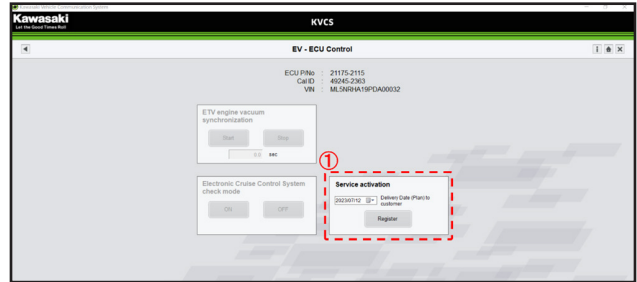 Kawasaki Vehicle Communication System
Kawasaki
Let the Good Times Roll
KVCS
EV - ECU Control
ECU P/No : 21175-2115
Cal ID : 49245-2363
VIN : ML5NRHA19PDA00032
ETV engine vacuum
synchronization
Start Stop
0.0 sec
①
Electronic Cruise Control System
check mode
ON OFF
Service activation
2023/07/12 Delivery Date (Plan) to
customer
Register